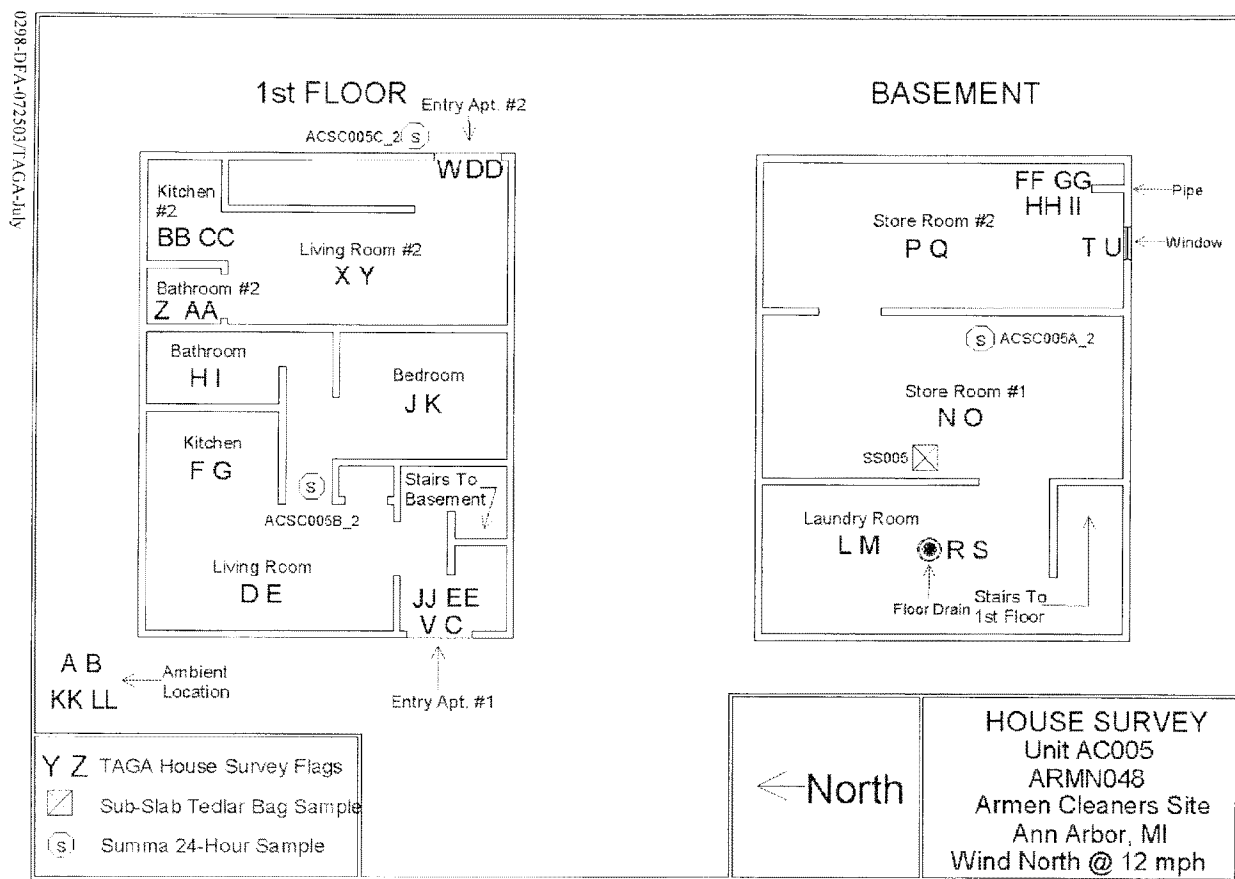 0298-DFA-072503/TAGA-July
1st FLOOR
Entry Apt. #2
ACSC005C_2
S
WDD
Kitchen
#2
BB CC
Living Room #2
X Y
Bathroom #2
Z AA
Bathroom
H I
Bedroom
J K
Kitchen
F G
S
ACSC005B_2
Stairs To
Basement
Living Room
D E
JJ EE
V C
A B
KK LL
Ambient
Location
Entry Apt. #1
BASEMENT
FF GG
HH II
Pipe
Store Room #2
P Q
T U
Window
S
ACSC005A_2
Store Room #1
N O
SS005
Laundry Room
L M
R S
Floor Drain
Stairs To
1st Floor
Y Z TAGA House Survey Flags
Sub-Slab Tedlar Bag Sample
S Summa 24-Hour Sample
North
HOUSE SURVEY
Unit AC005
ARMN048
Armen Cleaners Site
Ann Arbor, MI
Wind North @ 12 mph